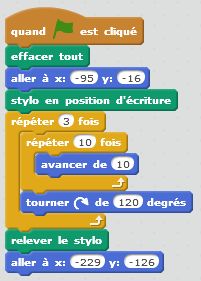 quand est cliqué
effacer tout
aller à x: -95 y: -16
stylo en position d'écriture
répéter 3 fois
répéter 10 fois
avancer de 10
tourner de 120 degrés
relever le stylo
aller à x: -229 y: -126